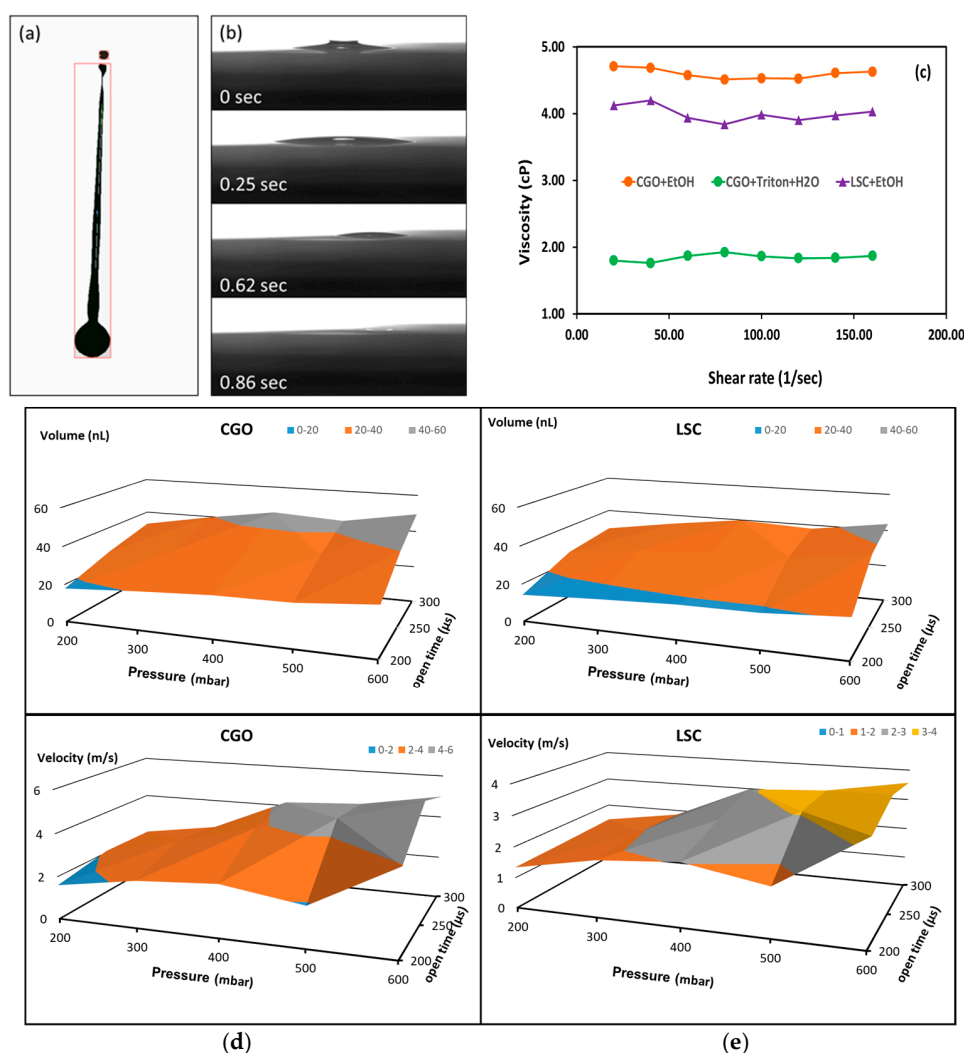 (a)
(b)
0 sec
0.25 sec
0.62 sec
0.86 sec
(c)
5.00
4.00
4.00
2.00
1.00
0.00
50.00
100.00
150.00
200.00
Viscosity (cP)
Shear rate (1/sec)
CGO+EtOH
CGO+Triton+H2O
LSC+EtOH
Volume (nL)
CGO
0-20
20-40
40-60
60
40
20
0
200
300
400
500
600
Pressure (mbar)
200
250
300
open time (µs)
Volume (nL)
LSC
0-20
20-40
40-60
60
40
20
0
200
300
400
500
600
Pressure (mbar)
200
250
300
open time (µs)
Velocity (m/s)
CGO
0-2
2-4
4-6
6
4
2
0
200
300
400
500
600
Pressure (mbar)
200
250
300
open time (µs)
Velocity (m/s)
LSC
0-1
1-2
2-3
3-4
4
3
2
1
0
200
300
400
500
600
Pressure (mbar)
200
250
300
open time (µs)
(d)
(e)